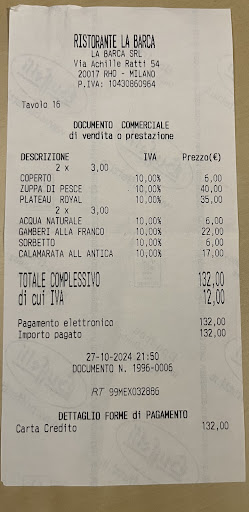 RISTORANTE LA BARCA
LA BARCA SRL
Via Achille Ratti 54
20017 RHO - MILANO
P.IVA: 10430860964
Tavolo 16
DOCUMENTO COMMERCIALE
di vendita o prestazione
DESCRIZIONE IVA Prezzo(€)
2 x 3,00
COPERTO 10,00% 6,00
ZUPPA DI PESCE 10,00% 40,00
PLATEAU ROYAL 10,00% 35,00
2 x 3,00
ACQUA NATURALE 10,00% 6,00
GAMBERI ALLA FRANCO 10,00% 22,00
SORBETTO 10,00% 6,00
CALAMARATA ALL ANTICA 10,00% 17,00
TOTALE COMPLESSIVO 132,00
di cui IVA 12,00
Pagamento elettronico 132,00
Importo pagato 132,00
27-10-2024 21:50
DOCUMENTO N. 1996-0006
RT 99MEX032886
DETTAGLIO FORME di PAGAMENTO
Carta Credito 132,00